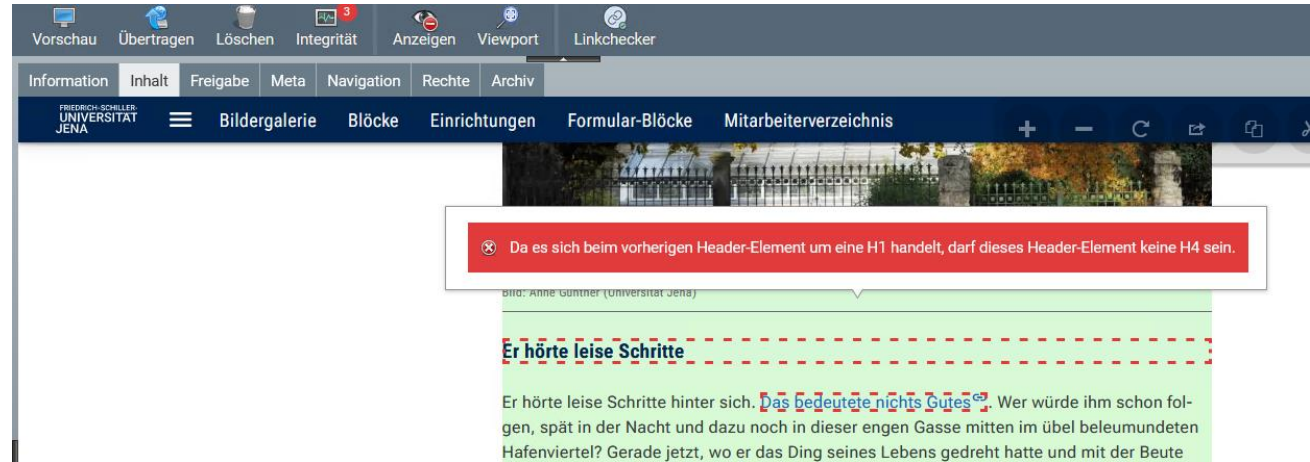 3
Vorschau Übertragen Löschen Integrität Anzeigen Viewport Linkchecker
Information Inhalt Freigabe Meta Navigation Rechte Archiv
FRIEDRICH-SCHILLER-
UNIVERSITÄT
JENA
Bildergalerie Blöcke Einrichtungen Formular-Blöcke Mitarbeiterverzeichnis
Da es sich beim vorherigen Header-Element um eine H1 handelt, darf dieses Header-Element keine H4 sein.
Bild: Anne Günther (Universität Jena)
Er hörte leise Schritte
Er hörte leise Schritte hinter sich. Das bedeutete nichts Gutes. Wer würde ihm schon fol-
gen, spät in der Nacht und dazu noch in dieser engen Gasse mitten im übel beleumundeten
Hafenviertel? Gerade jetzt, wo er das Ding seines Lebens gedreht hatte und mit der Beute